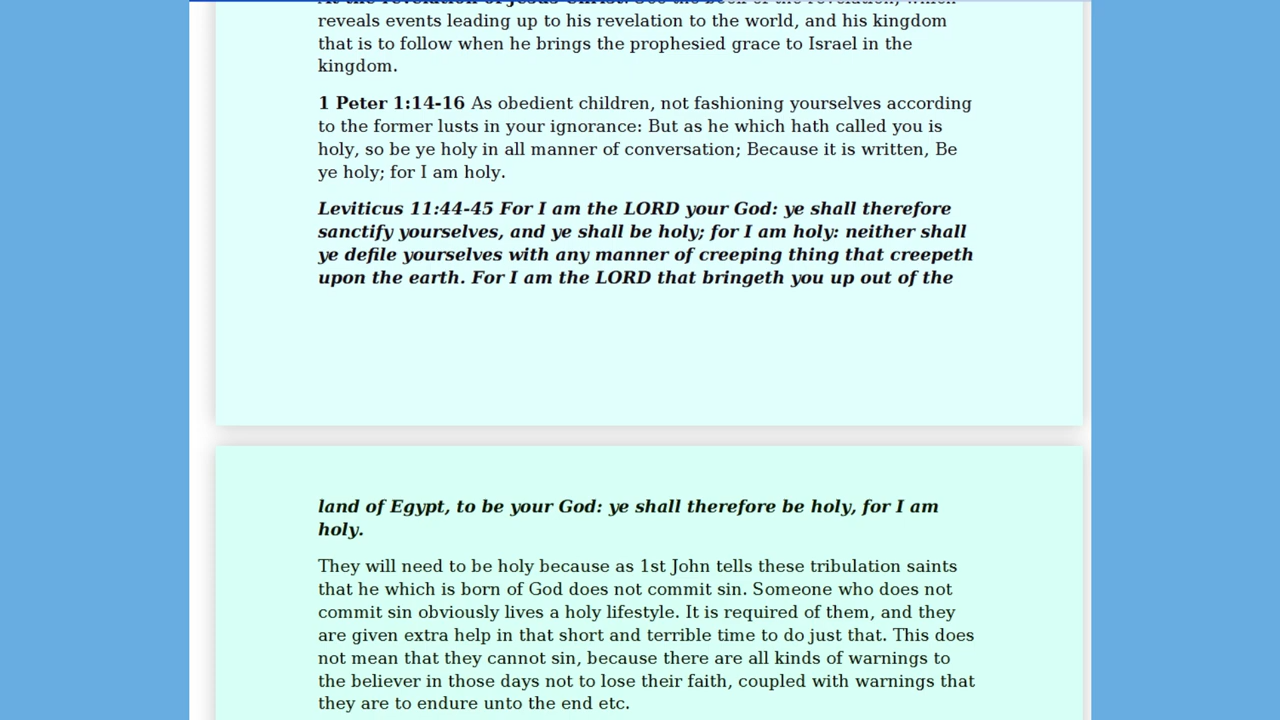 reveals events leading up to his revelation to the world, and his kingdom
that is to follow when he brings the prophesied grace to Israel in the
kingdom.
1 Peter 1:14-16 As obedient children, not fashioning yourselves according
to the former lusts in your ignorance: But as he which hath called you is
holy, so be ye holy in all manner of conversation; Because it is written, Be
ye holy; for I am holy.
Leviticus 11:44-45 For I am the LORD your God: ye shall therefore
sanctify yourselves, and ye shall be holy; for I am holy: neither shall
ye defile yourselves with any manner of creeping thing that creepeth
upon the earth. For I am the LORD that bringeth you up out of the
land of Egypt, to be your God: ye shall therefore be holy, for I am
holy.
They will need to be holy because as 1st John tells these tribulation saints
that he which is born of God does not commit sin. Someone who does not
commit sin obviously lives a holy lifestyle. It is required of them, and they
are given extra help in that short and terrible time to do just that. This does
not mean that they cannot sin, because there are all kinds of warnings to
the believer in those days not to lose their faith, coupled with warnings that
they are to endure unto the end etc.